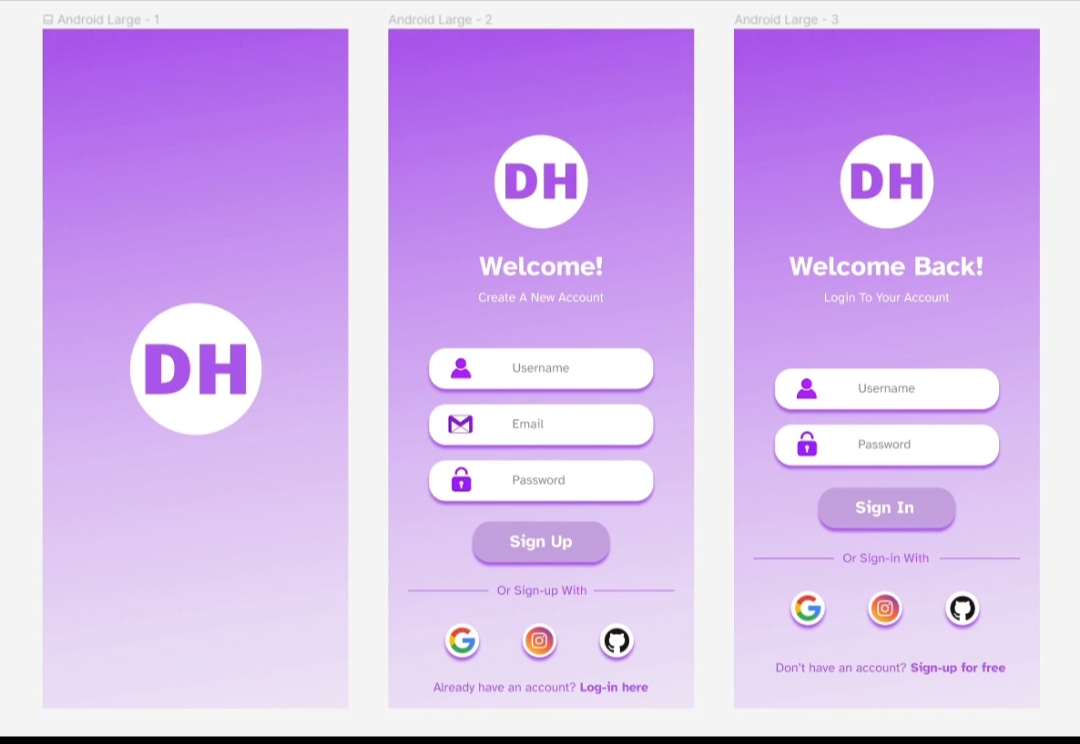 Android Large - 1
DH
Android Large - 2
DH
Welcome!
Create A New Account
Username
Email
Password
Sign Up
Or Sign-up With
Already have an account? Log-in here
Android Large - 3
DH
Welcome Back!
Login To Your Account
Username
Password
Sign In
Or Sign-in With
Don't have an account? Sign-up for free